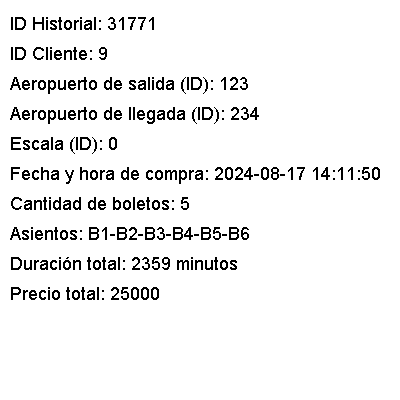 ID Historial: 31771
ID Cliente: 9
Aeropuerto de salida (ID): 123
Aeropuerto de llegada (ID): 234
Escala (ID): 0
Fecha y hora de compra: 2024-08-17 14:11:50
Cantidad de boletos: 5
Asientos: B1-B2-B3-B4-B5-B6
Duración total: 2359 minutos
Precio total: 25000